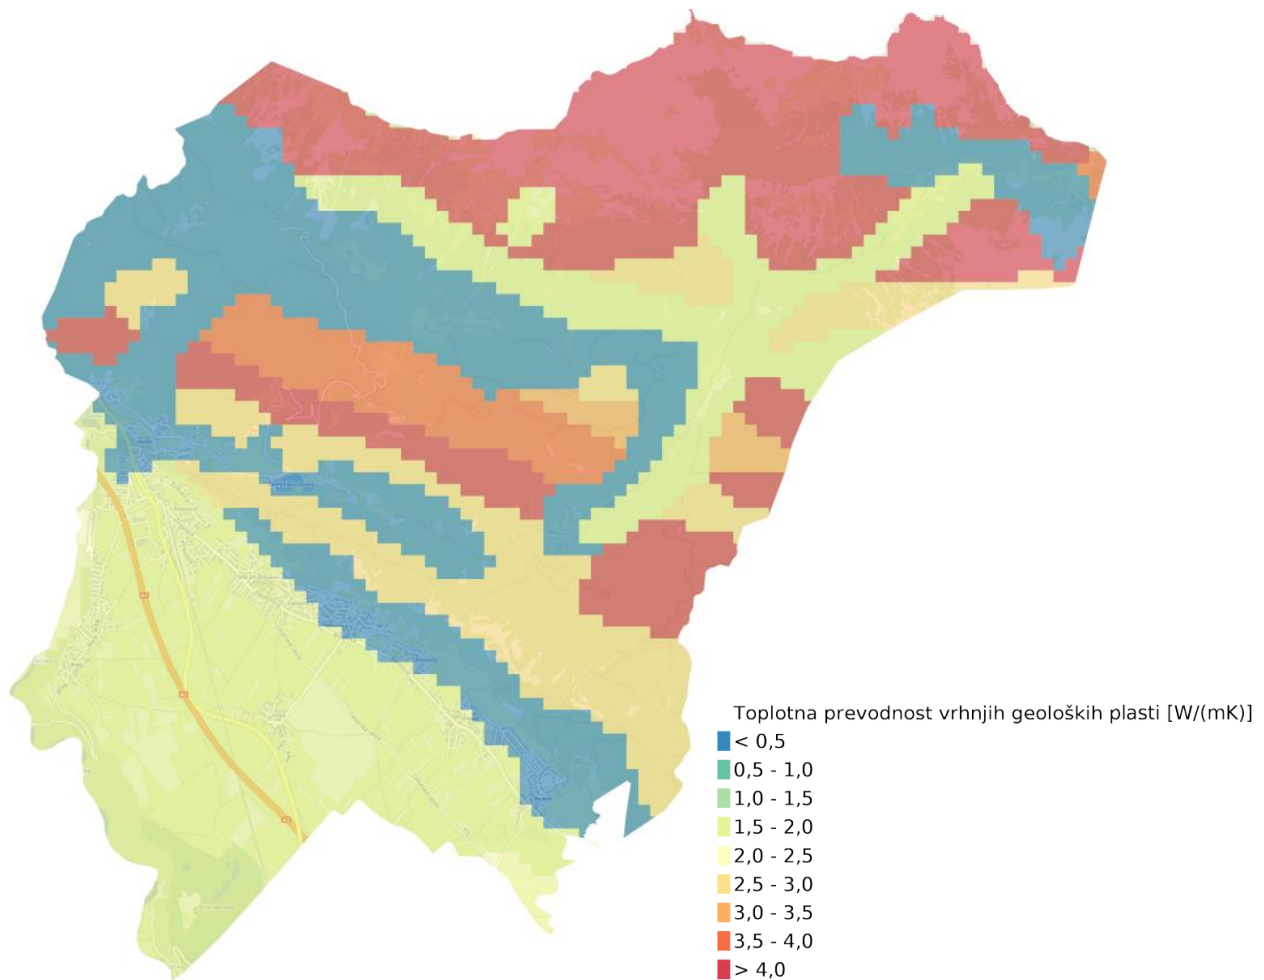 Toplotna prevodnost vrhnjih geoloških plasti [W/(mK)]
< 0,5
0,5 - 1,0
1,0 - 1,5
1,5 - 2,0
2,0 - 2,5
2,5 - 3,0
3,0 - 3,5
3,5 - 4,0
> 4,0